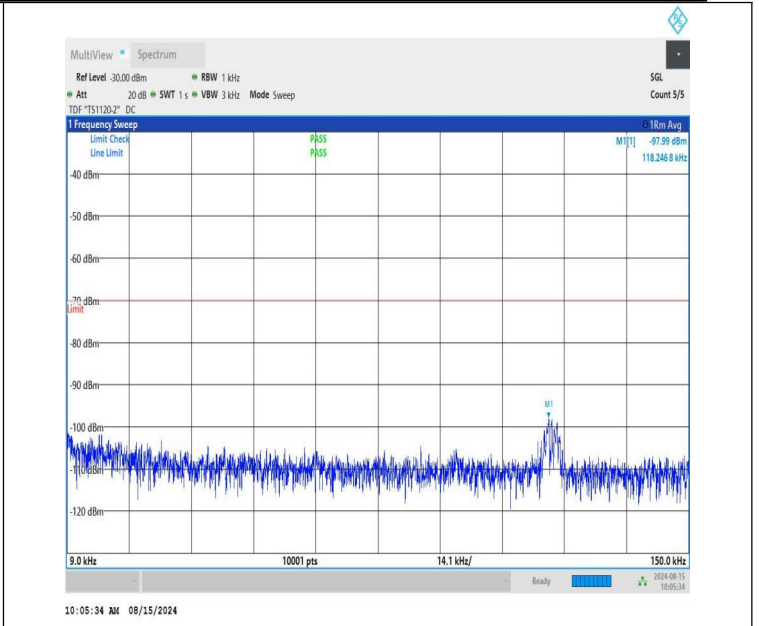 MultiView Spectrum
Ref Level -30.00 dBm RBW 1 kHz SGL
Att 20 dB SWT 1 s VBW 3 kHz Mode Sweep Count 5/5
TDF "TS1120-2" DC
1 Frequency Sweep 1Rm Avg
Limit Check PASS M1[1] -97.99 dBm
Line Limit PASS 118.246 8 kHz
-40 dBm
-50 dBm
-60 dBm
-70 dBm
Limit
-80 dBm
-90 dBm
M1
-100 dBm
-110 dBm
-120 dBm
9.0 kHz 10001 pts 14.1 kHz/ 150.0 kHz
Ready 2024-08-15
10:05:34
10:05:34 AM 08/15/2024